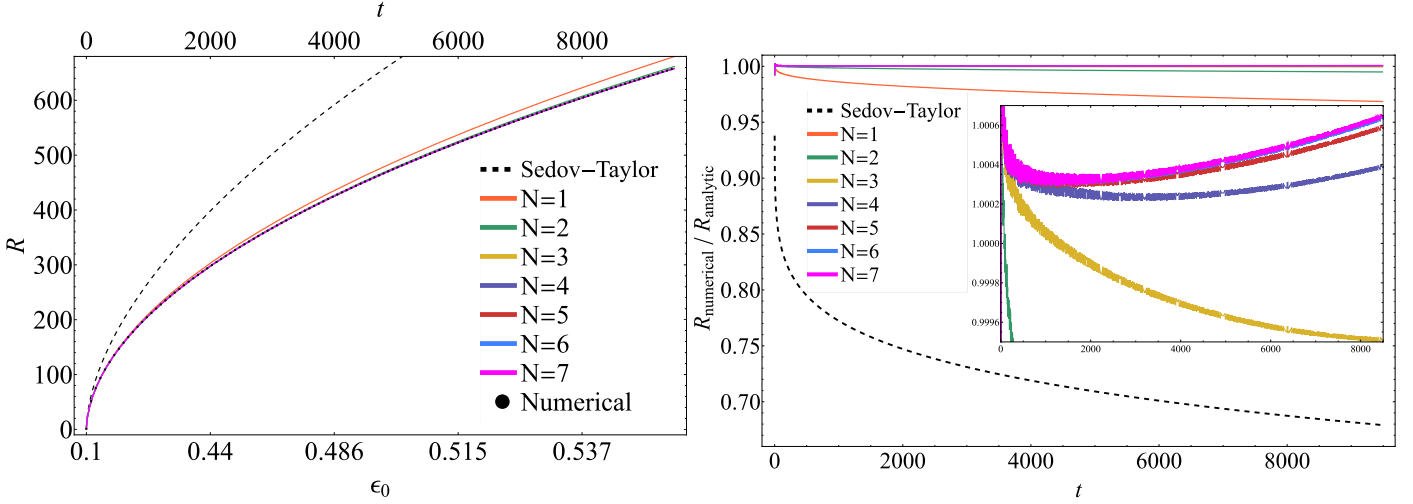 t
0 2000 4000 6000 8000
R
600
500
400
300
200
100
0
Sedov−Taylor
N=1
N=2
N=3
N=4
N=5
N=6
N=7
Numerical
0.1 0.44 0.486 0.515 0.537
ϵ₀
R_numerical / R_analytic
1.00
0.95
0.90
0.85
0.80
0.75
0.70
Sedov−Taylor
N=1
N=2
N=3
N=4
N=5
N=6
N=7
1.0006
1.0004
1.0002
1.0000
0.9998
0.9996
0 2000 4000 6000 8000
0 2000 4000 6000 8000
t